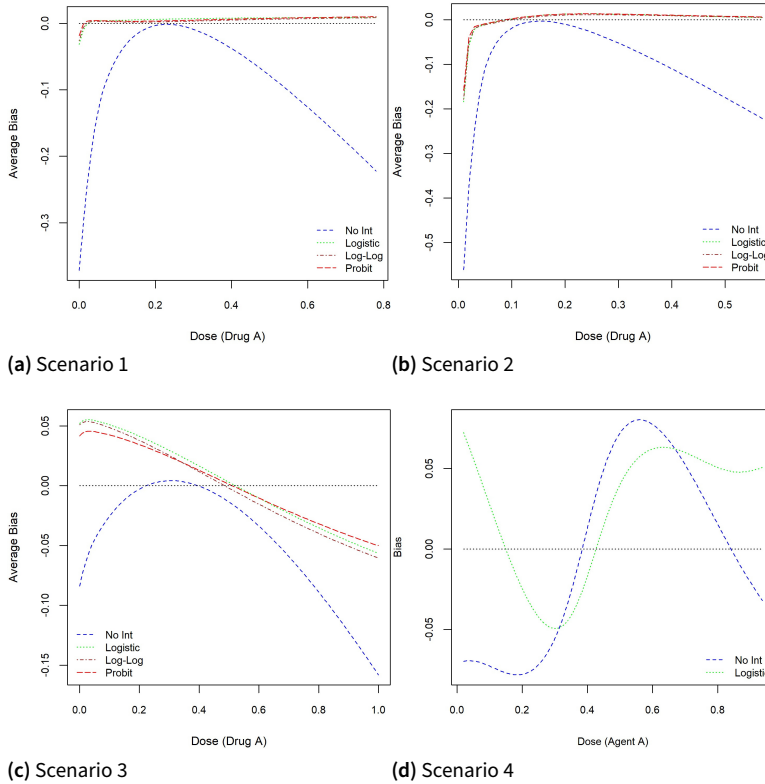 Average Bias
0.0
-0.1
-0.2
-0.3
No Int
Logistic
Log-Log
Probit
0.0 0.2 0.4 0.6 0.8
Dose (Drug A)
(a) Scenario 1
Average Bias
0.0
-0.1
-0.2
-0.3
-0.4
-0.5
No Int
Logistic
Log-Log
Probit
0.0 0.1 0.2 0.3 0.4 0.5
Dose (Drug A)
(b) Scenario 2
Average Bias
0.05
0.00
-0.05
-0.10
-0.15
No Int
Logistic
Log-Log
Probit
0.0 0.2 0.4 0.6 0.8 1.0
Dose (Drug A)
(c) Scenario 3
Bias
0.05
0.00
-0.05
No Int
Logistic
0.0 0.2 0.4 0.6 0.8
Dose (Agent A)
(d) Scenario 4